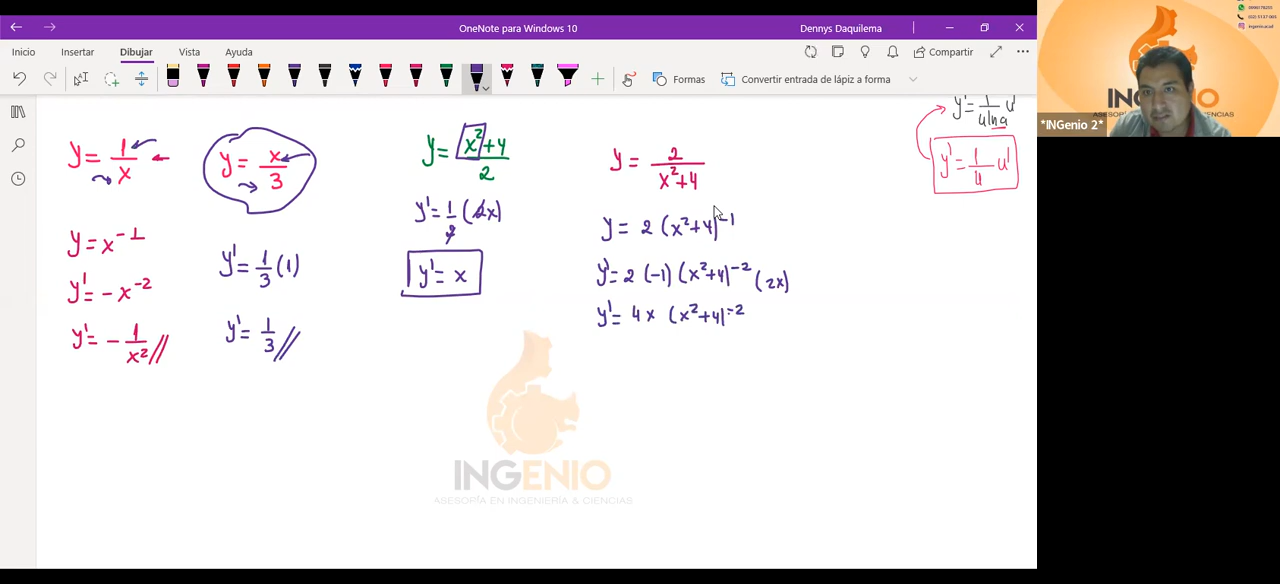 OneNote para Windows 10
Dennys Daquilema
Inicio
Insertar
Dibujar
Vista
Ayuda
Compartir
Formas
Convertir entrada de lápiz a forma
y = 1/x
y = x^-1
y' = -x^-2
y' = - 1/x² //
y = x/3
y' = 1/3 (1)
y' = 1/3 //
y = x²+4/2
y' = 1/2 (2x)
y' = x
y = 2/x²+4
y = 2 (x²+4)^-1
y' = 2 (-1) (x²+4)^-2 (2x)
y' = 4x (x²+4)^-2
y' = 1/u ln a u'
y' = 1/u u'
INGENIO
ASESORÍA EN INGENIERÍA & CIENCIAS
*INGenio 2*